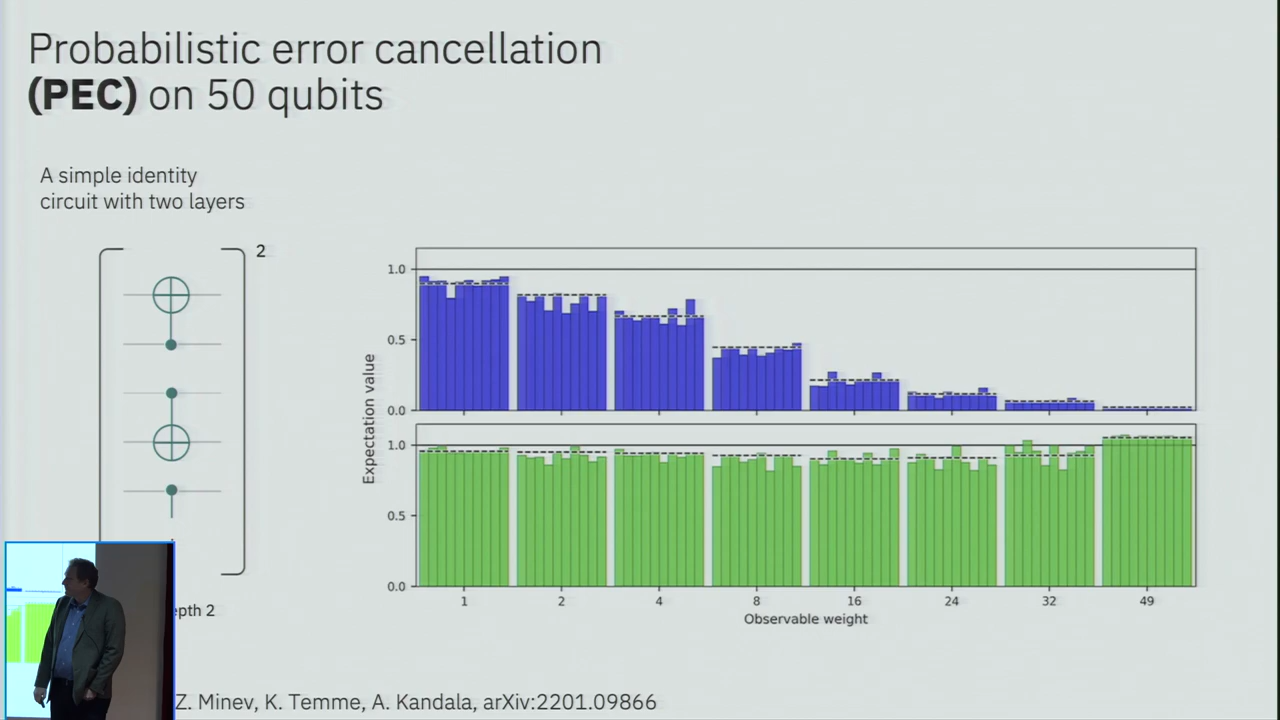 Probabilistic error cancellation
(PEC) on 50 qubits
A simple identity
circuit with two layers
2
epth 2
Expectation value
1.0
0.5
0.0
1.0
0.5
0.0
1
2
4
8
16
24
32
49
Observable weight
Z. Minev, K. Temme, A. Kandala, arXiv:2201.09866